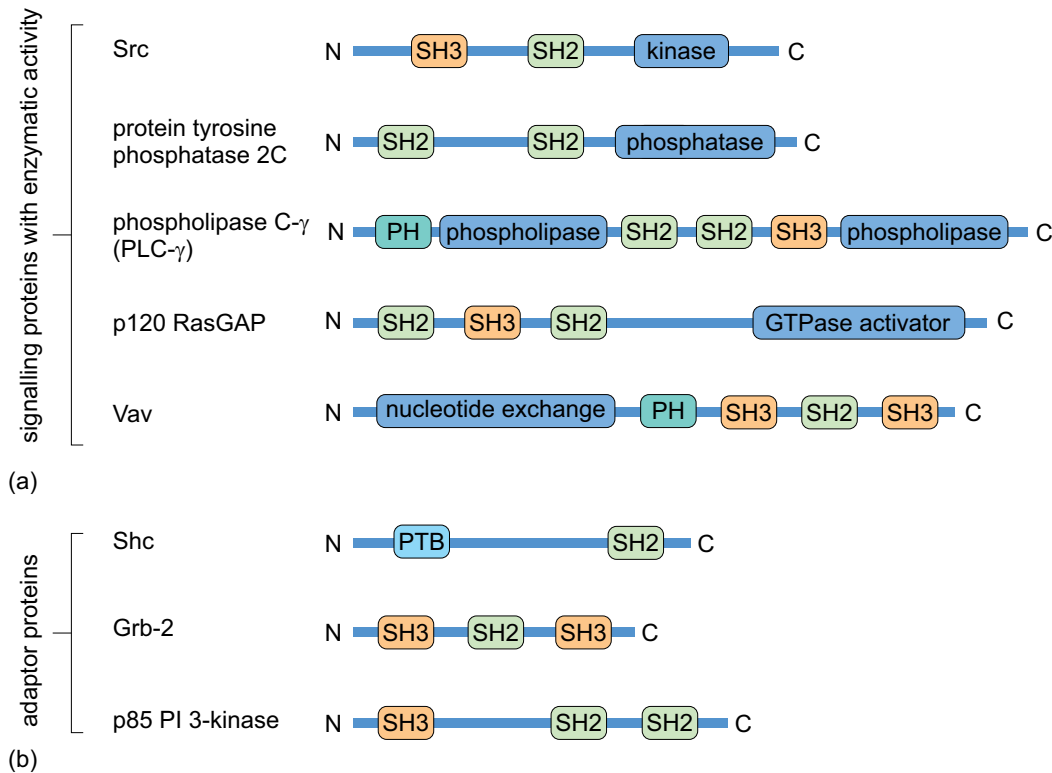 signalling proteins with enzymatic activity
Src
N SH3 SH2 kinase C
protein tyrosine
phosphatase 2C
N SH2 SH2 phosphatase C
phospholipase C-γ
(PLC-γ)
N PH phospholipase SH2 SH2 SH3 phospholipase C
p120 RasGAP
N SH2 SH3 SH2 GTPase activator C
Vav
N nucleotide exchange PH SH3 SH2 SH3 C
(a)
adaptor proteins
Shc
N PTB SH2 C
Grb-2
N SH3 SH2 SH3 C
p85 PI 3-kinase
N SH3 SH2 SH2 C
(b)